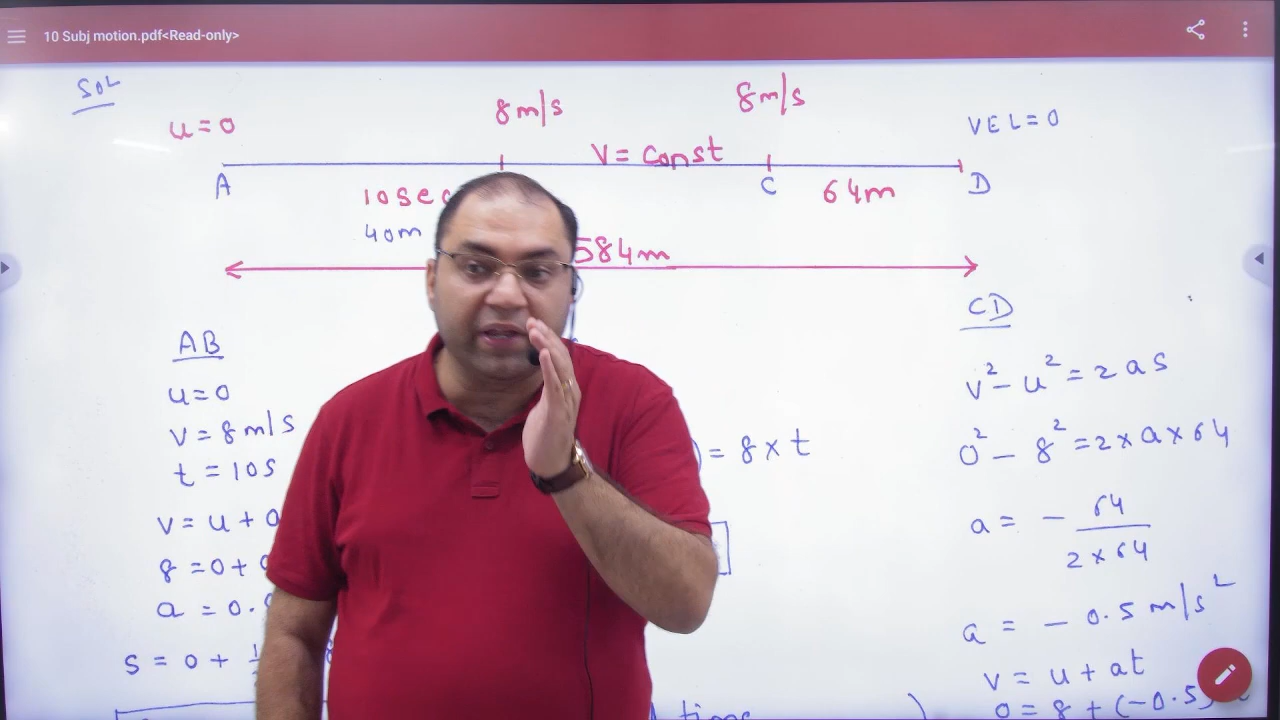 10 Subj motion.pdf<Read-only>
SOL
u=0
8m/s
8m/s
VEL=0
V=const
A
C
D
10sec
64m
40m
584m
AB
CD
u=0
v=8m/s
t=10s
v=u+a
8=0+
a=0.
s=0+
)=8×t
v²-u²=2as
0²-8²=2×a×64
a=-64/2×64
a=-0.5m/s²
v=u+at
0=8+(-0.5)
time